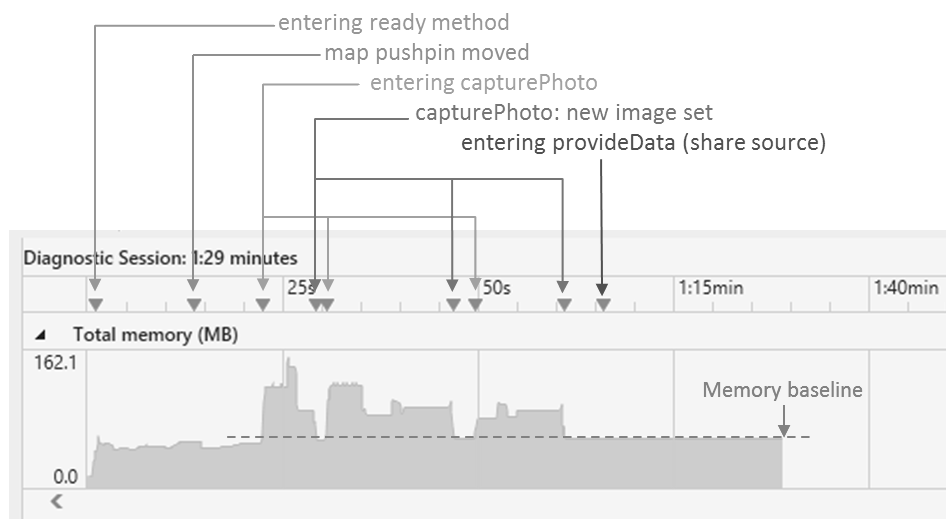 entering ready method
map pushpin moved
entering capturePhoto
capturePhoto: new image set
entering provideData (share source)
Diagnostic Session: 1:29 minutes
25s 50s 1:15min 1:40min
Total memory (MB)
162.1
Memory baseline
0.0